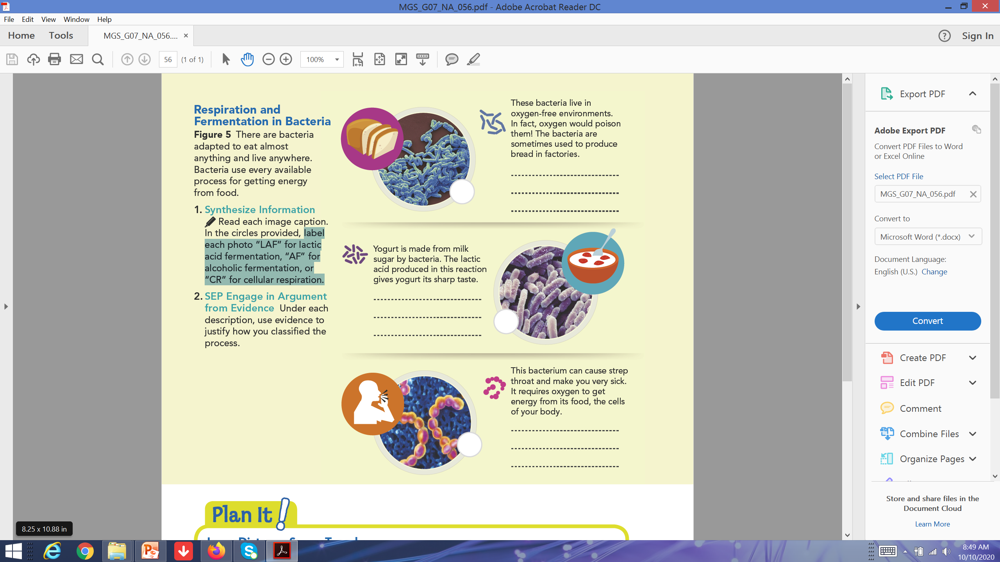 MGS_G07_NA_056.pdf - Adobe Acrobat Reader DC
File Edit View Window Help
Home Tools MGS_G07_NA_056.... × ? Sign In
56 (1 of 1) 100%
Respiration and
Fermentation in Bacteria
Figure 5 There are bacteria
adapted to eat almost
anything and live anywhere.
Bacteria use every available
process for getting energy
from food.
1. Synthesize Information
Read each image caption.
In the circles provided, label
each photo “LAF” for lactic
acid fermentation, “AF” for
alcoholic fermentation, or
“CR” for cellular respiration.
2. SEP Engage in Argument
from Evidence Under each
description, use evidence to
justify how you classified the
process.
These bacteria live in
oxygen-free environments.
In fact, oxygen would poison
them! The bacteria are
sometimes used to produce
bread in factories.
Yogurt is made from milk
sugar by bacteria. The lactic
acid produced in this reaction
gives yogurt its sharp taste.
This bacterium can cause strep
throat and make you very sick.
It requires oxygen to get
energy from its food, the cells
of your body.
Plan It!
8.25 x 10.88 in
Export PDF
Adobe Export PDF
Convert PDF Files to Word
or Excel Online
Select PDF File
MGS_G07_NA_056.pdf
Convert to
Microsoft Word (*.docx)
Document Language:
English (U.S.) Change
Convert
Create PDF
Edit PDF
Comment
Combine Files
Organize Pages
Store and share files in the
Document Cloud
Learn More
8:49 AM
10/10/2020